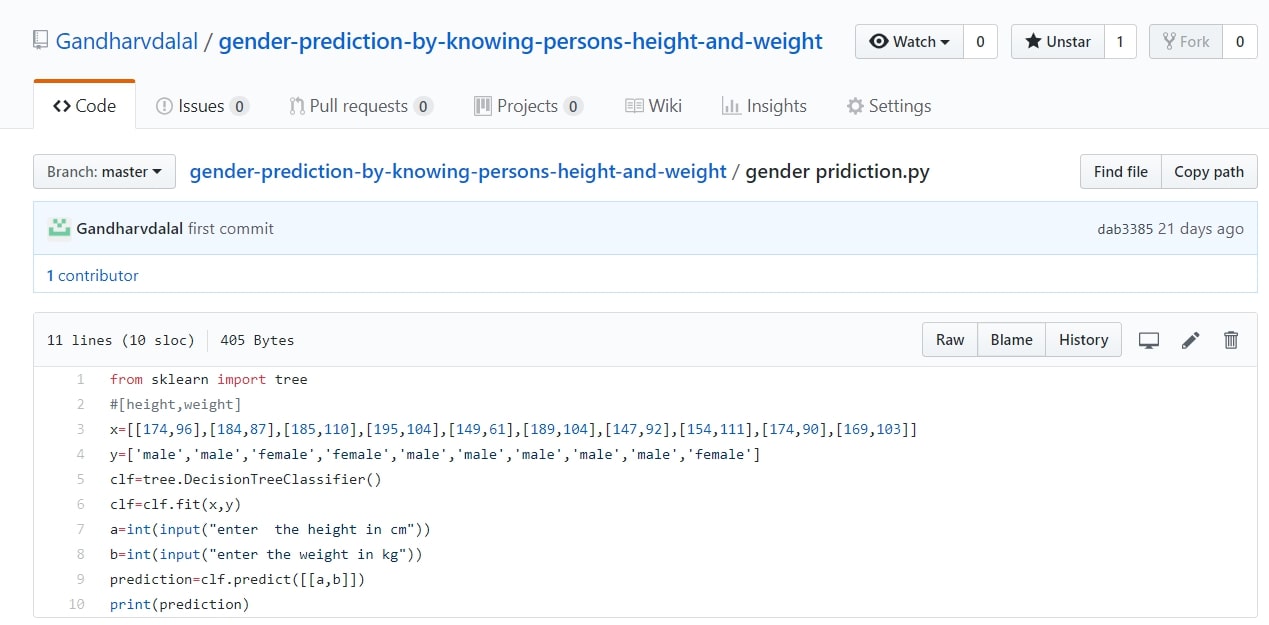 Gandharvdalal / gender-prediction-by-knowing-persons-height-and-weight Watch 0 Unstar 1 Fork 0
Code Issues 0 Pull requests 0 Projects 0 Wiki Insights Settings
Branch: master gender-prediction-by-knowing-persons-height-and-weight / gender pridiction.py Find file Copy path
Gandharvdalal first commit dab3385 21 days ago
1 contributor
11 lines (10 sloc) 405 Bytes Raw Blame History
1 from sklearn import tree
2 #[height,weight]
3 x=[[174,96],[184,87],[185,110],[195,104],[149,61],[189,104],[147,92],[154,111],[174,90],[169,103]]
4 y=['male','male','female','female','male','male','male','male','male','female']
5 clf=tree.DecisionTreeClassifier()
6 clf=clf.fit(x,y)
7 a=int(input("enter  the height in cm"))
8 b=int(input("enter the weight in kg"))
9 prediction=clf.predict([[a,b]])
10 print(prediction)